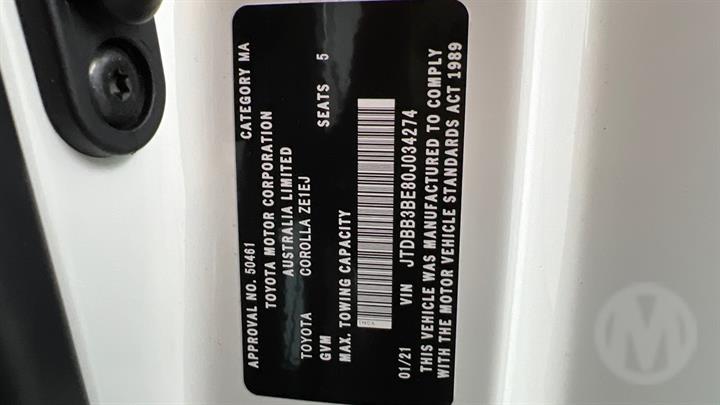 APPROVAL NO. 50461 CATEGORY MA
TOYOTA MOTOR CORPORATION
AUSTRALIA LIMITED
TOYOTA COROLLA ZE1EJ
GVM SEATS 5
MAX. TOWING CAPACITY
01/21 VIN JTDBB3BE80J034274
THIS VEHICLE WAS MANUFACTURED TO COMPLY
WITH THE MOTOR VEHICLE STANDARDS ACT 1989
M